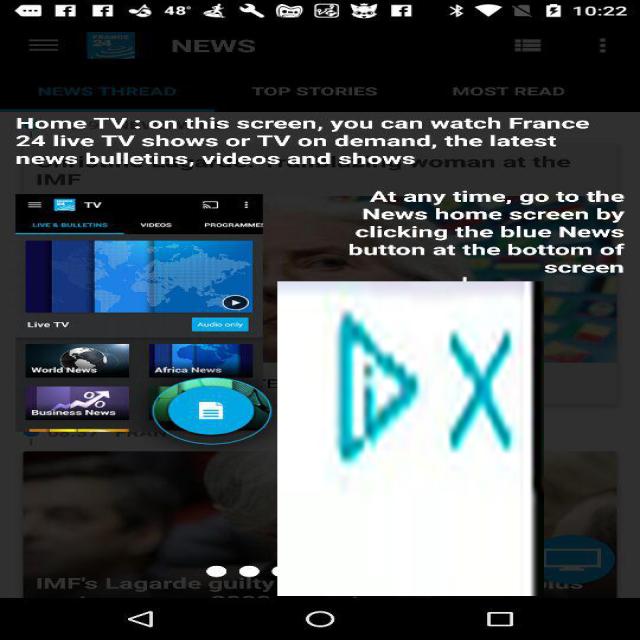 48° 10:22
FRANCE 24 NEWS
NEWS THREAD TOP STORIES MOST READ
Home TV : on this screen, you can watch France
24 live TV shows or TV on demand, the latest
news bulletins, videos and shows
woman at the
IMF
At any time, go to the
News home screen by
clicking the blue News
button at the bottom of
screen
TV
LIVE & BULLETINS VIDEOS PROGRAMMES
Live TV Audio only
World News Africa News
Business News
X
IMF's Lagarde guilty